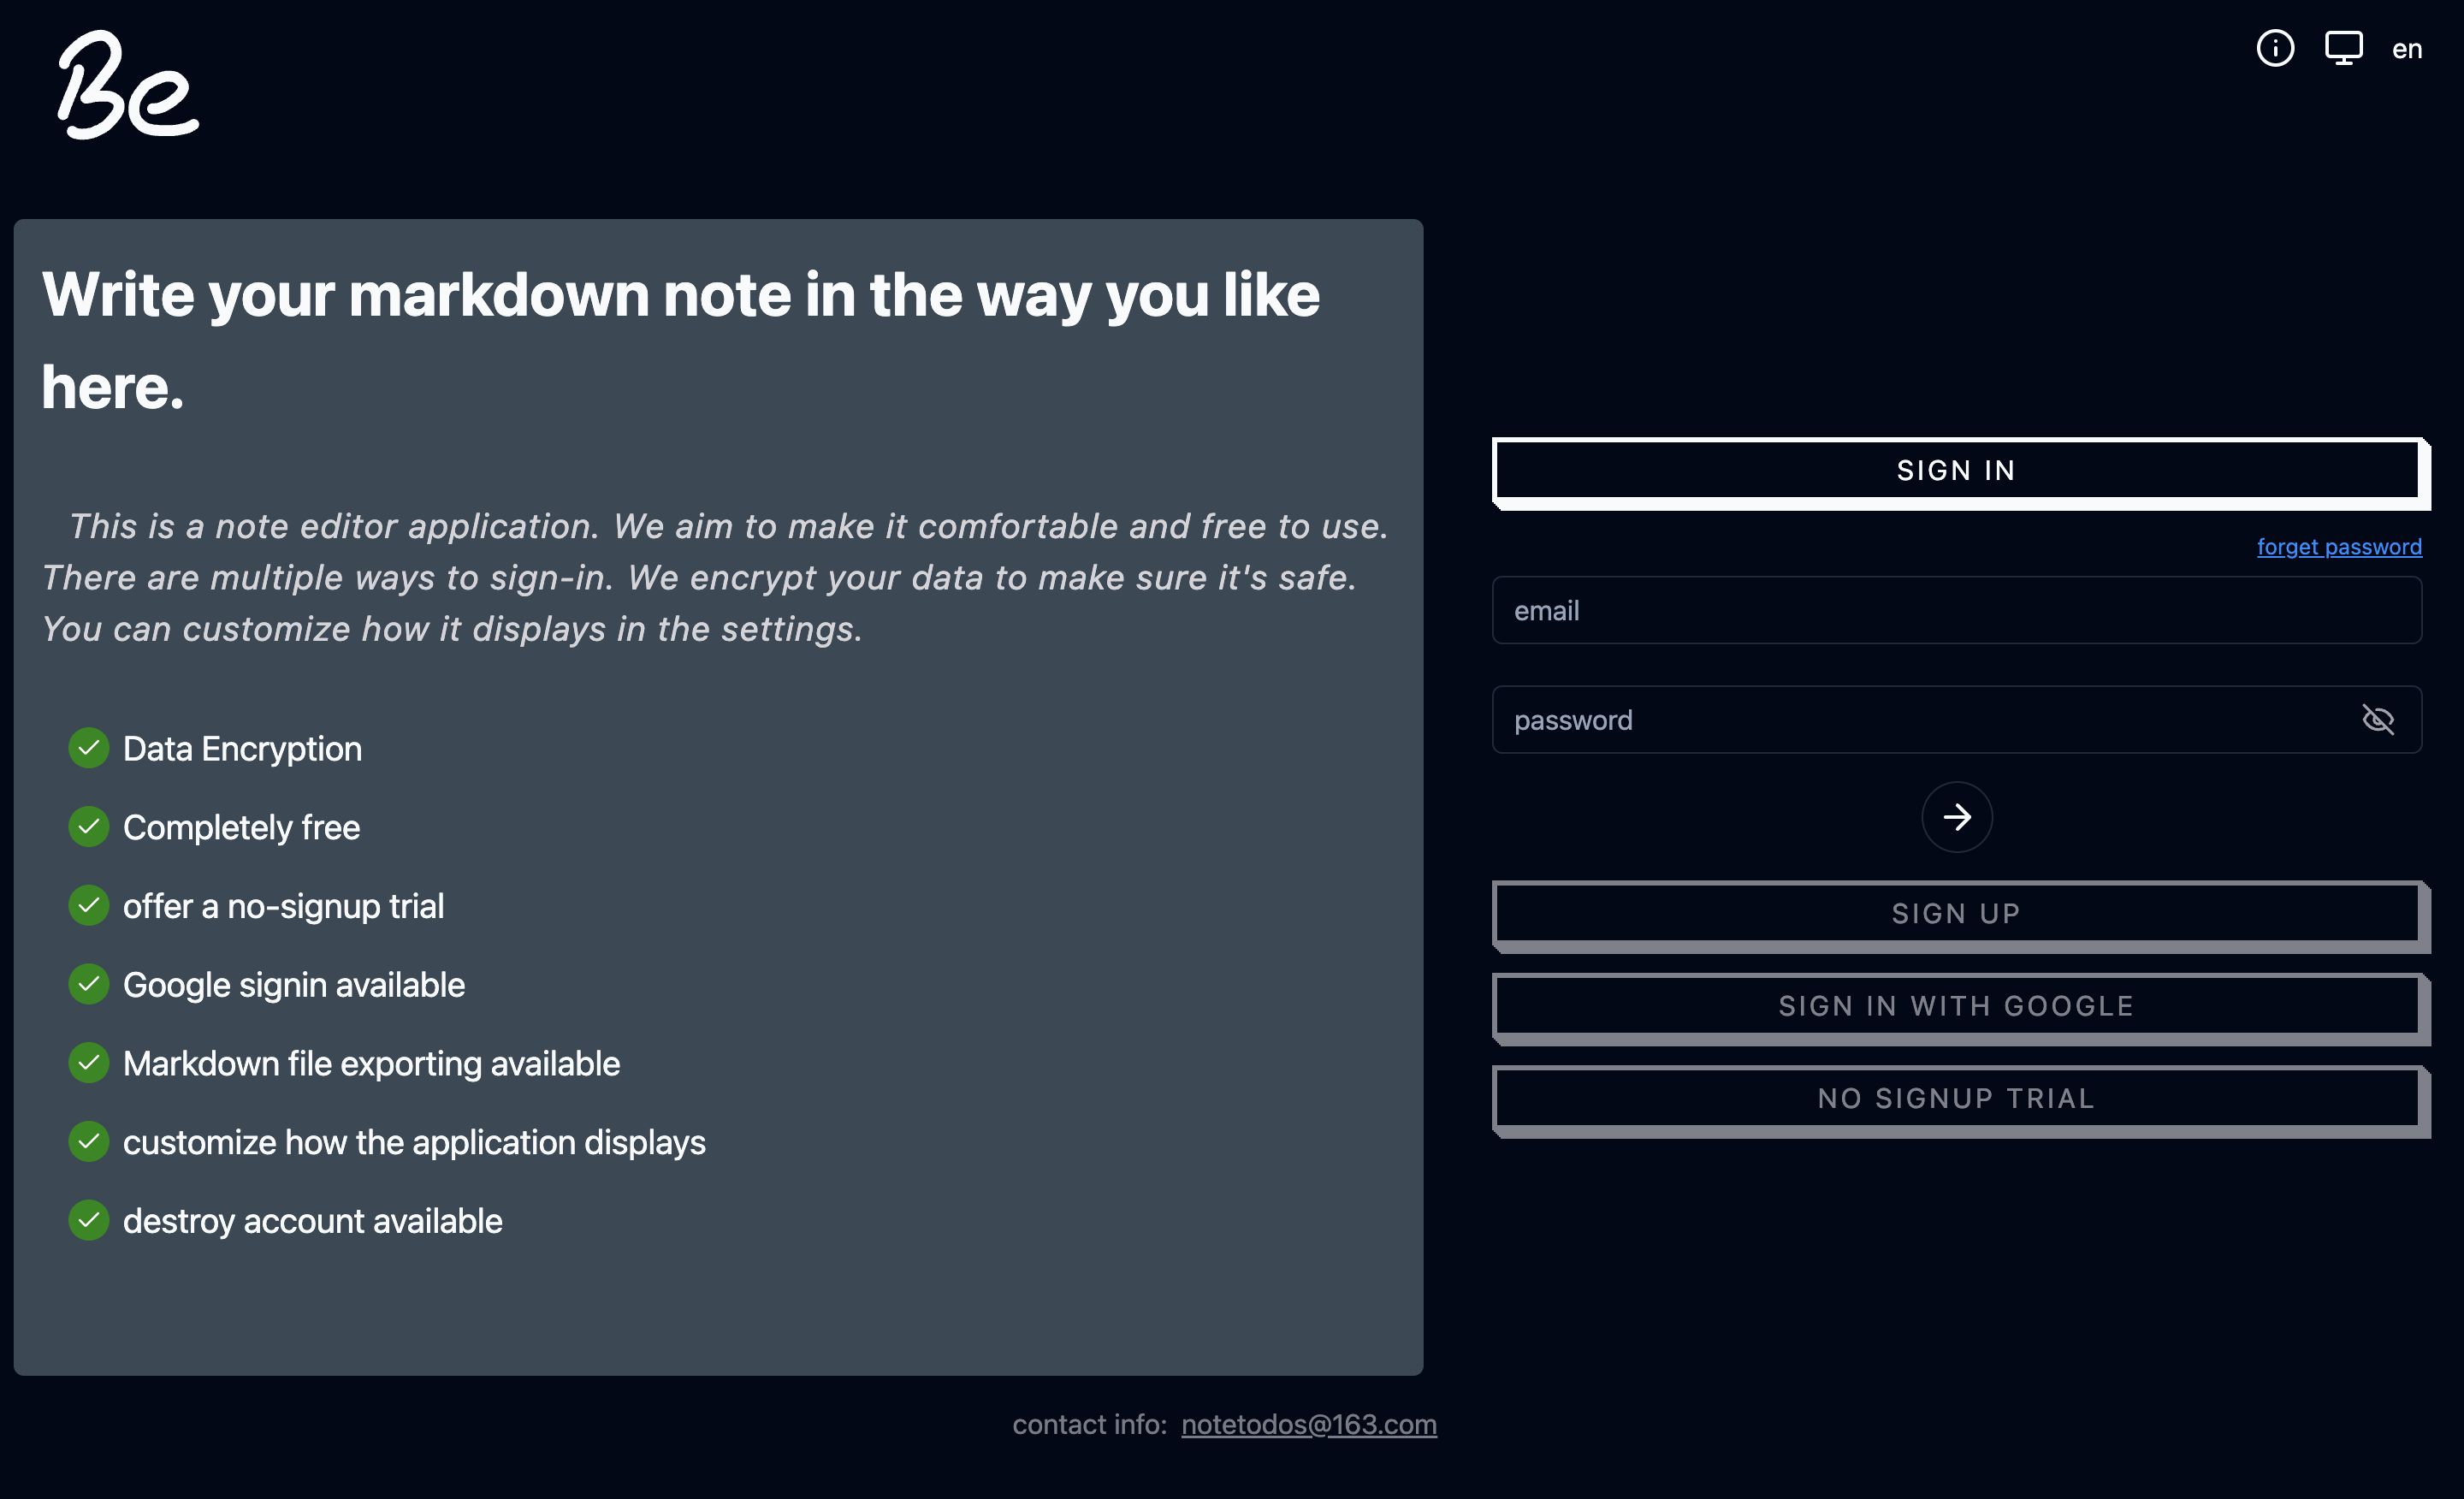 Be
en
Write your markdown note in the way you like
here.
This is a note editor application. We aim to make it comfortable and free to use.
There are multiple ways to sign-in. We encrypt your data to make sure it's safe.
You can customize how it displays in the settings.
Data Encryption
Completely free
offer a no-signup trial
Google signin available
Markdown file exporting available
customize how the application displays
destroy account available
SIGN IN
forget password
email
password
SIGN UP
SIGN IN WITH GOOGLE
NO SIGNUP TRIAL
contact info: notetodos@163.com